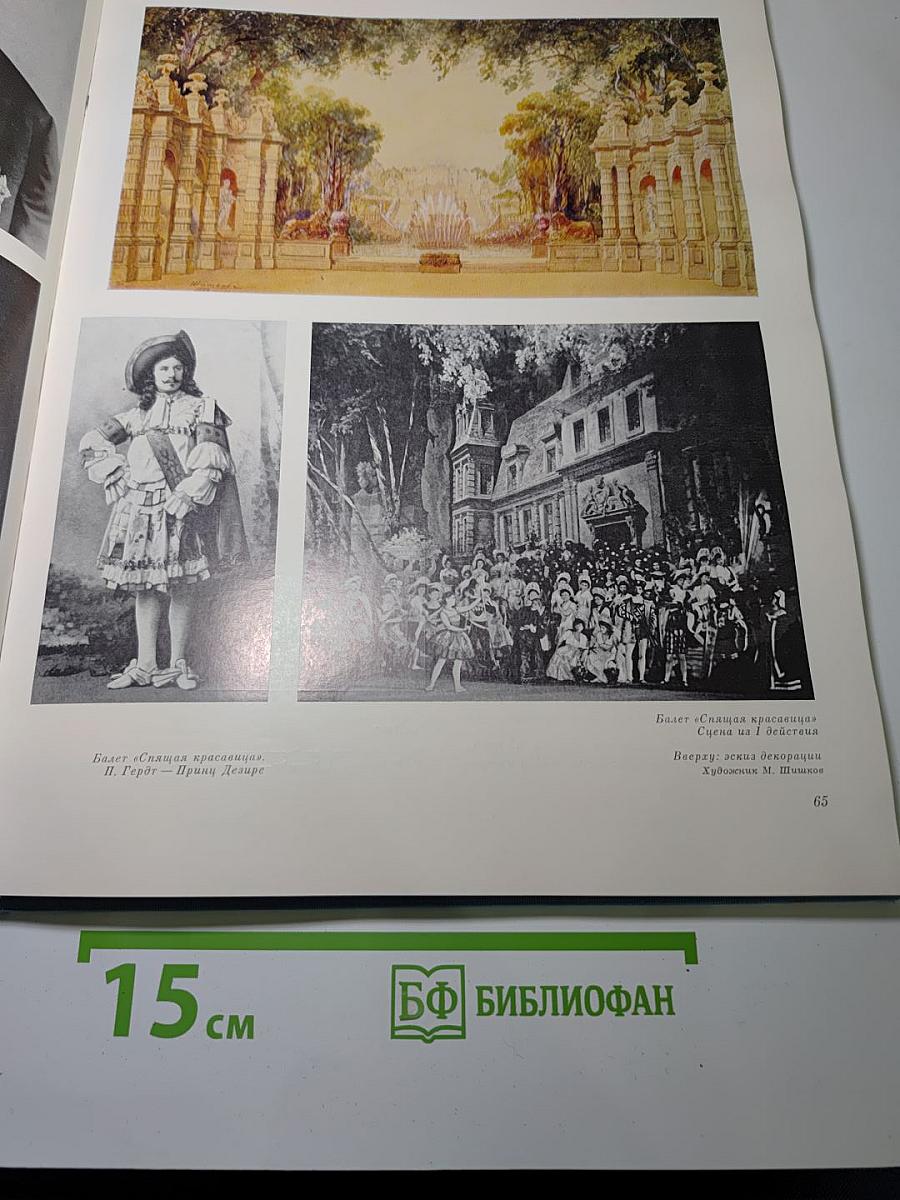 Балет «Спящая красавица».
П. Гердт — Принц Дезире
Балет «Спящая красавица»
Сцена из I действия
Вверху: эскиз декорации
Художник М. Шишков
65
15 см
БФ БИБЛИОФАН